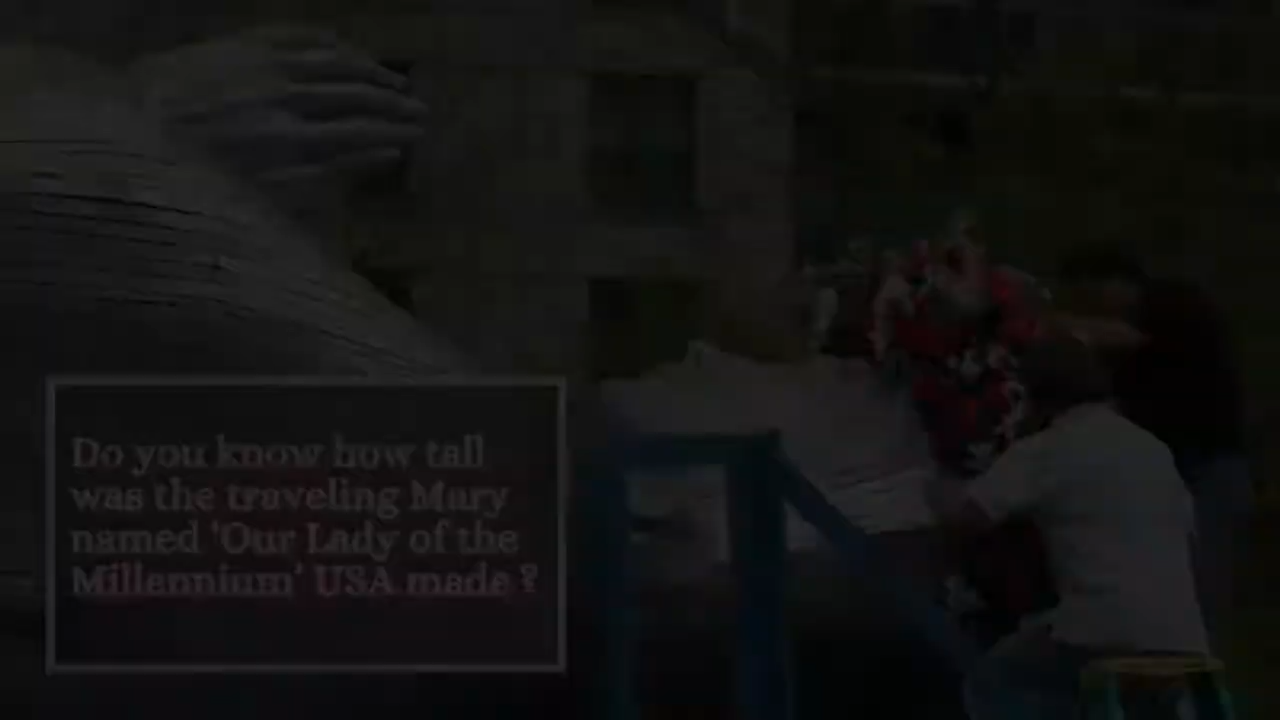 Do you know how tall
was the traveling Mary
named 'Our Lady of the
Millennium' USA made ?